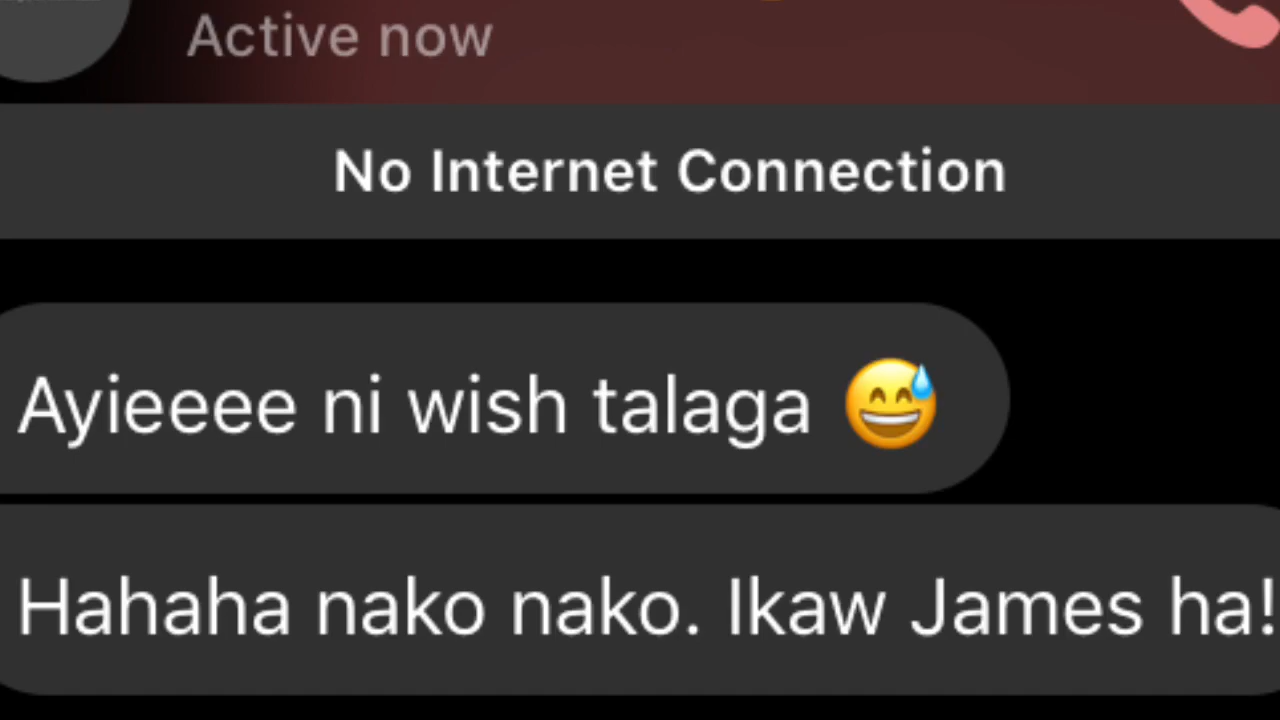 Active now
No Internet Connection
Ayieeee ni wish talaga 😅
Hahaha nako nako. Ikaw James ha!